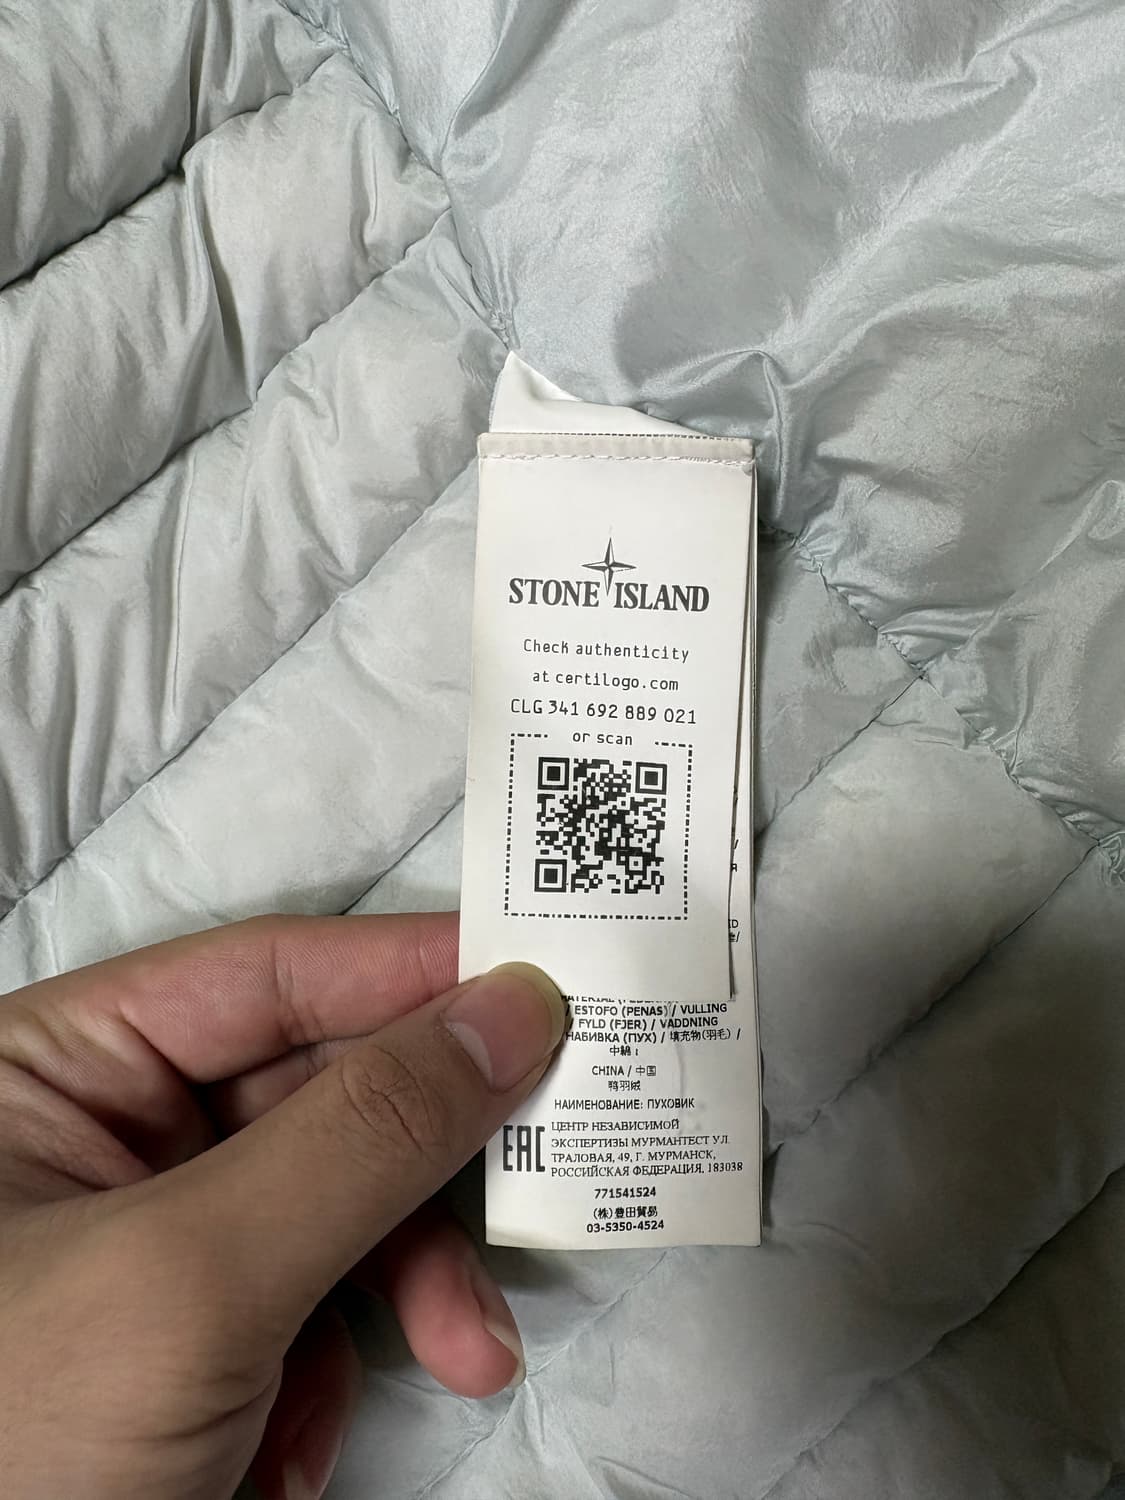 STONE ISLAND
Check authenticity
at certilogo.com
CLG 341 692 889 021
or scan
/ ESTOFO (PENAS) / VULLING
FYLD (FJER) / VADDNING
НАБИВКА (ПУХ) / 填充物(羽毛) /
中綿:
CHINA / 中国
鸭羽绒
НАИМЕНОВАНИЕ: ПУХОВИК
EAC
ЦЕНТР НЕЗАВИСИМОЙ
ЭКСПЕРТИЗЫ МУРМАНТЕСТ УЛ.
ТРАЛОВАЯ, 49, Г. МУРМАНСК,
РОССИЙСКАЯ ФЕДЕРАЦИЯ, 183038
771541524
(株)豊田貿易
03-5350-4524